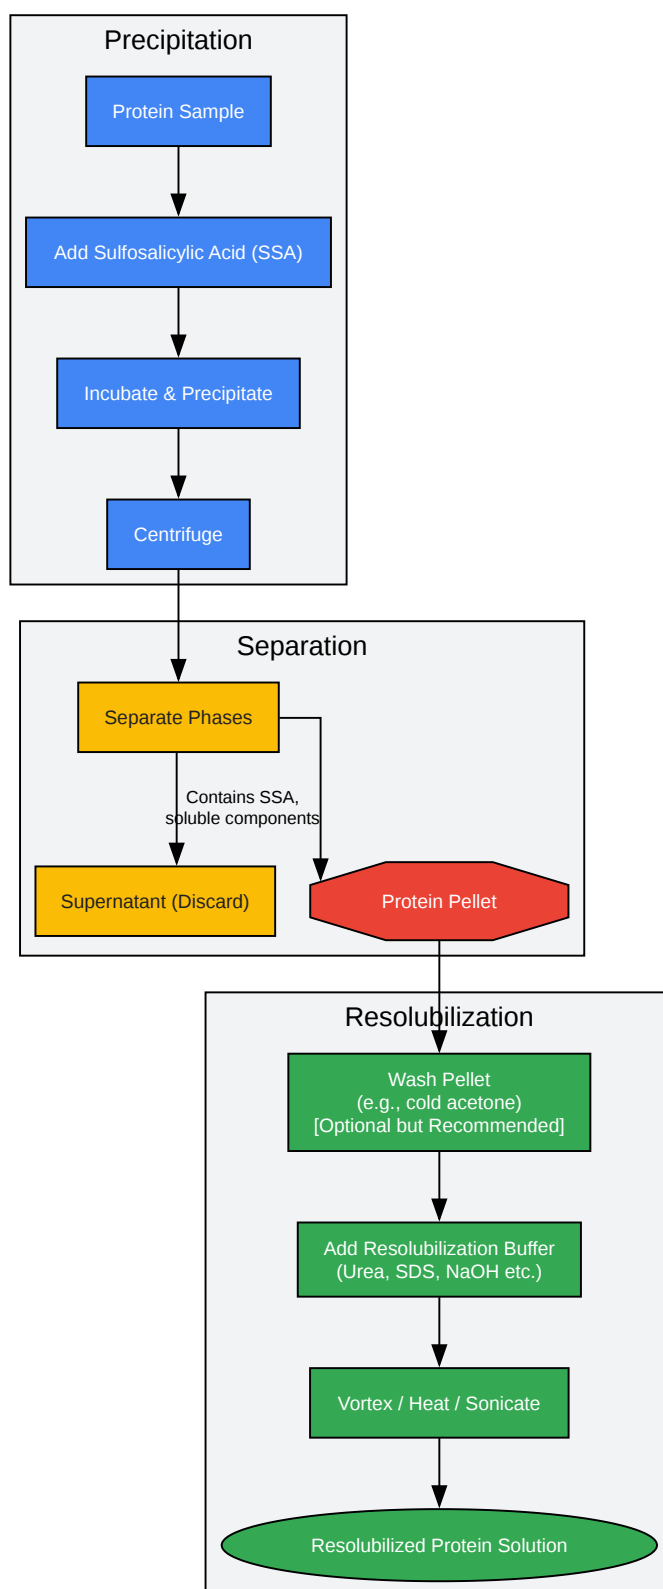 Precipitation
Protein Sample
Add Sulfosalicylic Acid (SSA)
Incubate & Precipitate
Centrifuge
Separation
Separate Phases
Contains SSA,
soluble components
Supernatant (Discard)
Protein Pellet
Resolubilization
Wash Pellet
(e.g., cold acetone)
[Optional but Recommended]
Add Resolubilization Buffer
(Urea, SDS, NaOH etc.)
Vortex / Heat / Sonicate
Resolubilized Protein Solution